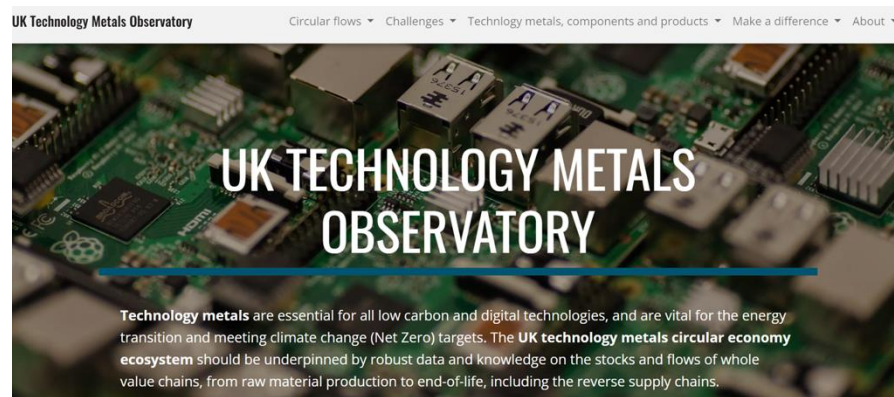 UK Technology Metals Observatory
Circular flows Challenges Technlogy metals, components and products Make a difference About
UK TECHNOLOGY METALS
OBSERVATORY
Technology metals are essential for all low carbon and digital technologies, and are vital for the energy
transition and meeting climate change (Net Zero) targets. The UK technology metals circular economy
ecosystem should be underpinned by robust data and knowledge on the stocks and flows of whole
value chains, from raw material production to end-of-life, including the reverse supply chains.
15376
HDMI